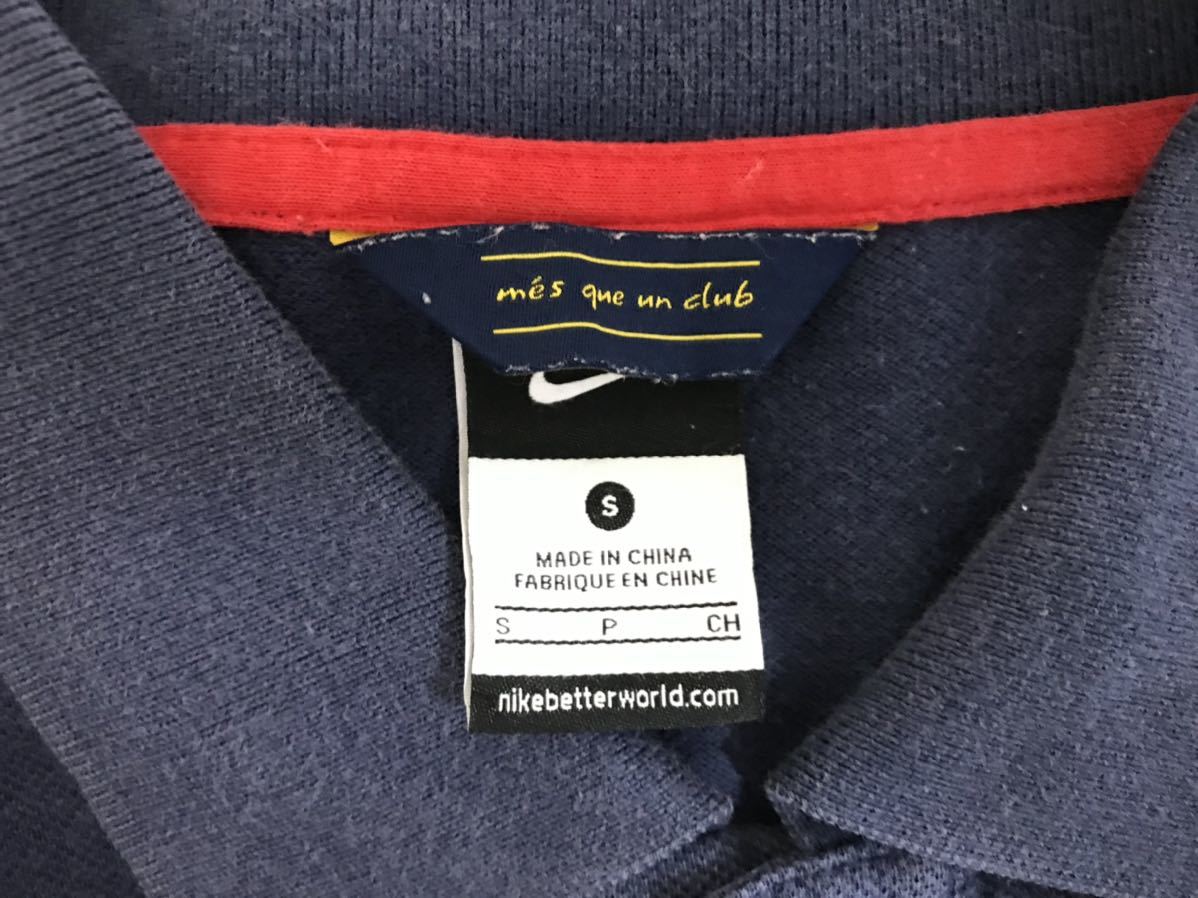 més que un club
S
MADE IN CHINA
FABRIQUE EN CHINE
S P CH
nikebetterworld.com